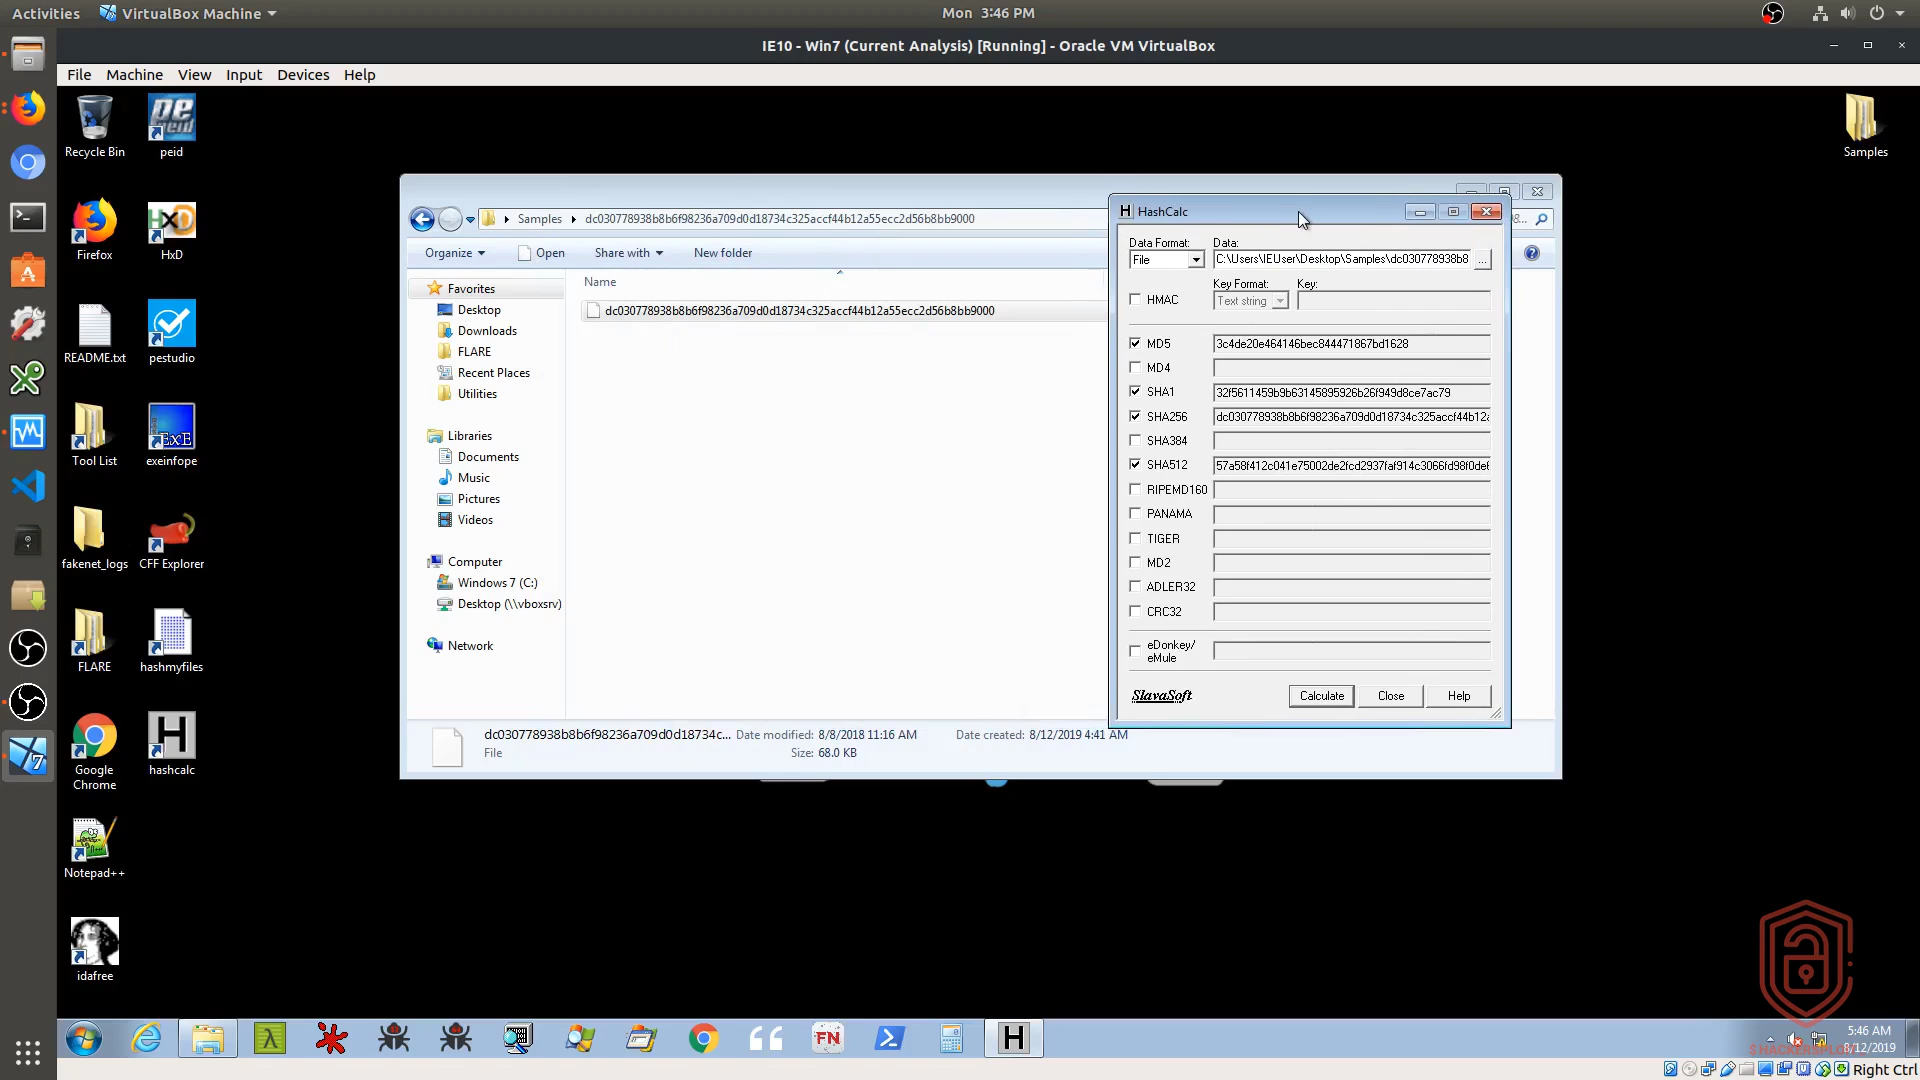 Activities VirtualBox Machine Mon 3:46 PM
IE10 - Win7 (Current Analysis) [Running] - Oracle VM VirtualBox
File Machine View Input Devices Help
Recycle Bin
peid
Firefox
HxD
README.txt
pestudio
Tool List
exeinfope
fakenet_logs
CFF Explorer
FLARE
hashmyfiles
Google Chrome
hashcalc
Notepad++
idafree
Samples
Samples dc030778938b8b6f98236a709d0d18734c325accf44b12a55ecc2d56b8bb9000
Organize Open Share with New folder
Favorites
Desktop
Downloads
FLARE
Recent Places
Utilities
Libraries
Documents
Music
Pictures
Videos
Computer
Windows 7 (C:)
Desktop (\\vboxsrv)
Network
Name
dc030778938b8b6f98236a709d0d18734c325accf44b12a55ecc2d56b8bb9000
dc030778938b8b6f98236a709d0d18734c... Date modified: 8/8/2018 11:16 AM Date created: 8/12/2019 4:41 AM
File Size: 68.0 KB
HashCalc
Data Format: Data:
File C:\Users\IEUser\Desktop\Samples\dc030778938b8 ...
Key Format: Key:
HMAC Text string
MD5 3c4de20e464146bec844471867bd1628
MD4
SHA1 32f5611459b9b63145895926b26f949d8ce7ac79
SHA256 dc030778938b8b6f98236a709d0d18734c325accf44b12a
SHA384
SHA512 57a58f412c041e75002de2fcd2937faf914c3066fd98f0de6
RIPEMD160
PANAMA
TIGER
MD2
ADLER32
CRC32
eDonkey/
eMule
SlavaSoft Calculate Close Help
5:46 AM
8/12/2019
Right Ctrl